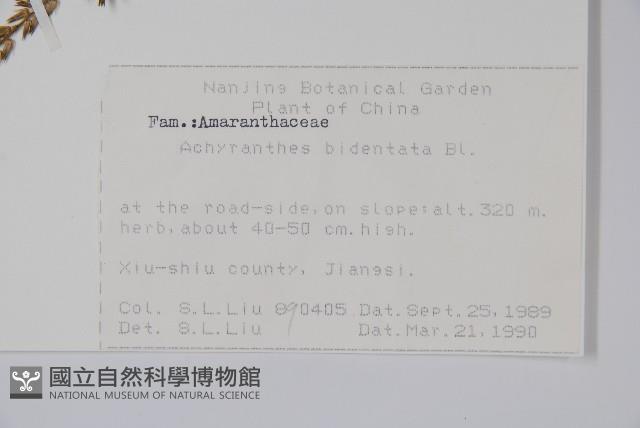 Nanjing Botanical Garden
Plant of China
Fam.:Amaranthaceae
Achyranthes bidentata Bl.
at the road-side, on slope; alt. 320 m.
herb, about 40-50 cm. high.
Xiu-shiu county, Jiangsi.
Col. S.L.Liu 890405 Dat. Sept. 25, 1989
Det. S.L.Liu Dat. Mar. 21, 1990
國立自然科學博物館
NATIONAL MUSEUM OF NATURAL SCIENCE